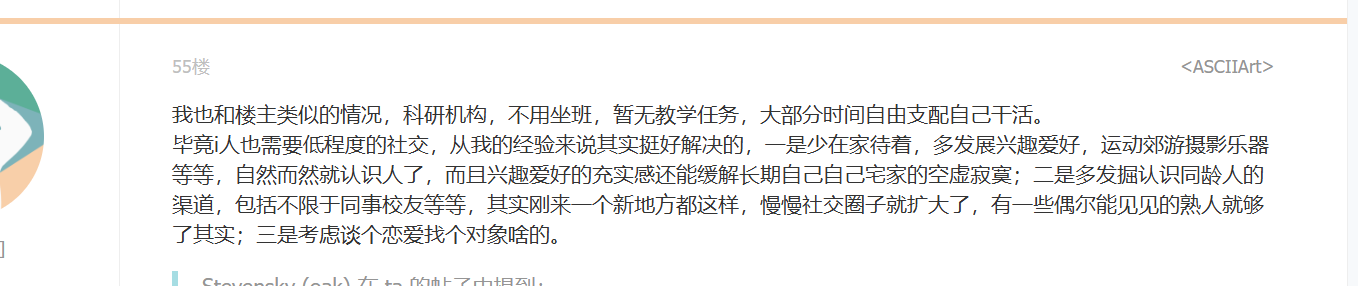 55楼 <ASCIIArt>
我也和楼主类似的情况，科研机构，不用坐班，暂无教学任务，大部分时间自由支配自己干活。
毕竟i人也需要低程度的社交，从我的经验来说其实挺好解决的，一是少在家待着，多发展兴趣爱好，运动郊游摄影乐器
等等，自然而然就认识人了，而且兴趣爱好的充实感还能缓解长期自己自己宅家的空虚寂寞；二是多发掘认识同龄人的
渠道，包括不限于同事校友等等，其实刚来一个新地方都这样，慢慢社交圈子就扩大了，有一些偶尔能见见的熟人就够
了其实；三是考虑谈个恋爱找个对象啥的。
Stevensky (oak) 在 ta 的帖子中提到：